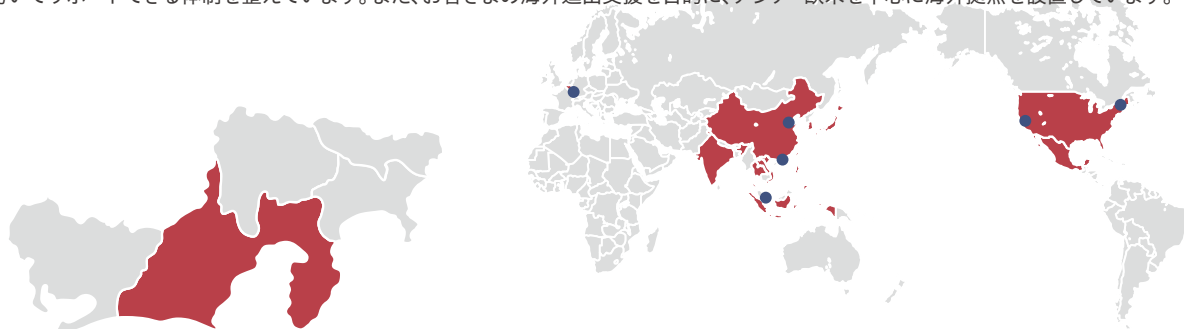 いてサポートできる体制を整えています。また、お客さまの海外進出支援を目的に、アジア・欧米を中心に海外拠点を設置しています。